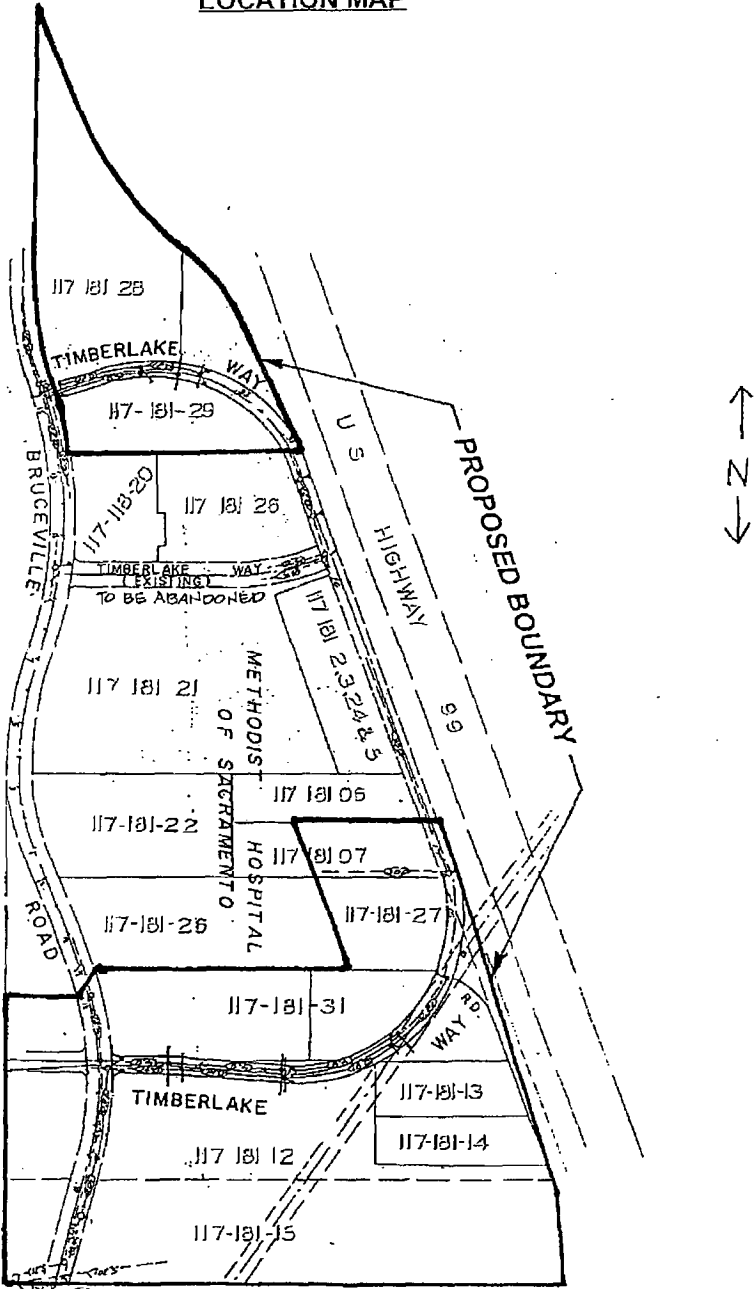 LOCATION MAP
117 181 28
TIMBERLAKE WAY
117-181-29
U S HIGHWAY 99
PROPOSED BOUNDARY
N
BRUCEVILLE ROAD
117-118-20
117 181 26
TIMBERLAKE WAY
(EXISTING)
TO BE ABANDONED
117 181 2,3,24 & 5
117 181 21
METHODIST HOSPITAL
OF SACRAMENTO
117 181 06
117-181-22
117 181 07
117-181-26
117-181-27
117-181-31
RD.
WAY
TIMBERLAKE
117-181-13
117-181-14
117 181 12
117-181-15